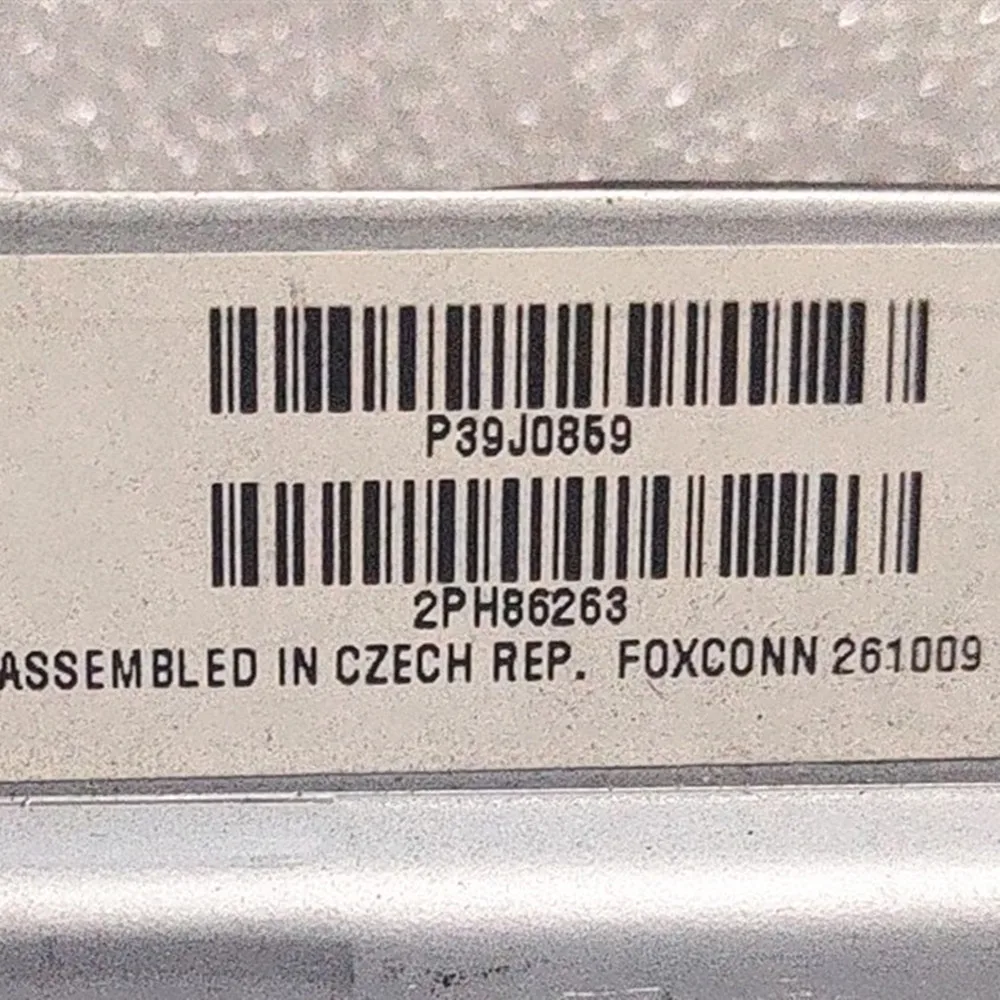 P39J0859
2PH86263
ASSEMBLED IN CZECH REP. FOXCONN 261009